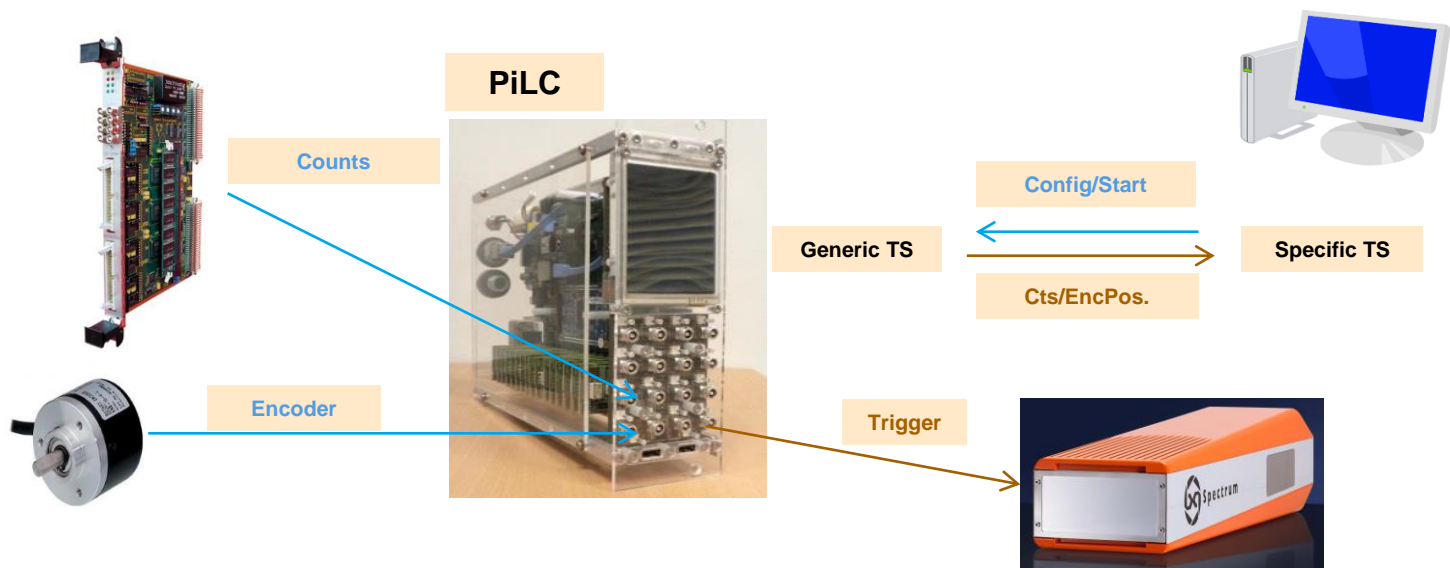 PiLC
Counts
Config/Start
Generic TS
Specific TS
Cts/EncPos.
Encoder
Trigger
Spectrum